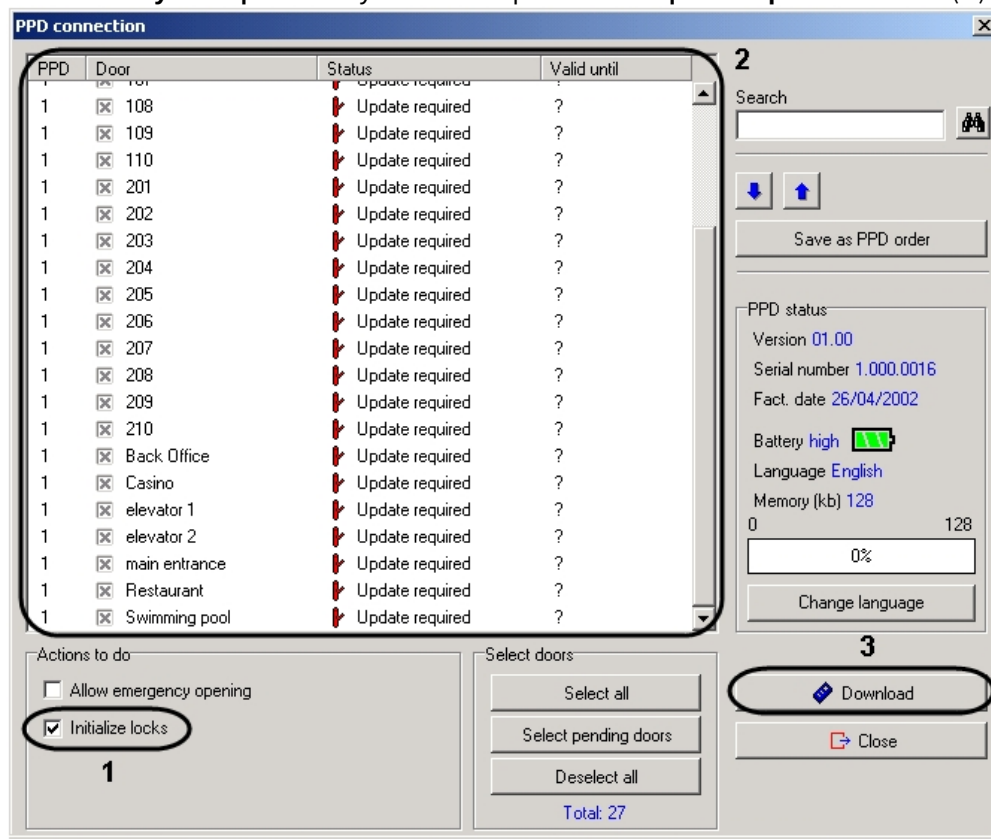 PPD connection
PPD Door Status Valid until
1 108 Update required ?
1 109 Update required ?
1 110 Update required ?
1 201 Update required ?
1 202 Update required ?
1 203 Update required ?
1 204 Update required ?
1 205 Update required ?
1 206 Update required ?
1 207 Update required ?
1 208 Update required ?
1 209 Update required ?
1 210 Update required ?
1 Back Office Update required ?
1 Casino Update required ?
1 elevator 1 Update required ?
1 elevator 2 Update required ?
1 main entrance Update required ?
1 Restaurant Update required ?
1 Swimming pool Update required ?
2
Search
Save as PPD order
PPD status
Version 01.00
Serial number 1.000.0016
Fact. date 26/04/2002
Battery high
Language English
Memory (kb) 128
0 128
0%
Change language
Actions to do
Allow emergency opening
Initialize locks
1
Select doors
Select all
Select pending doors
Deselect all
Total: 27
3
Download
Close